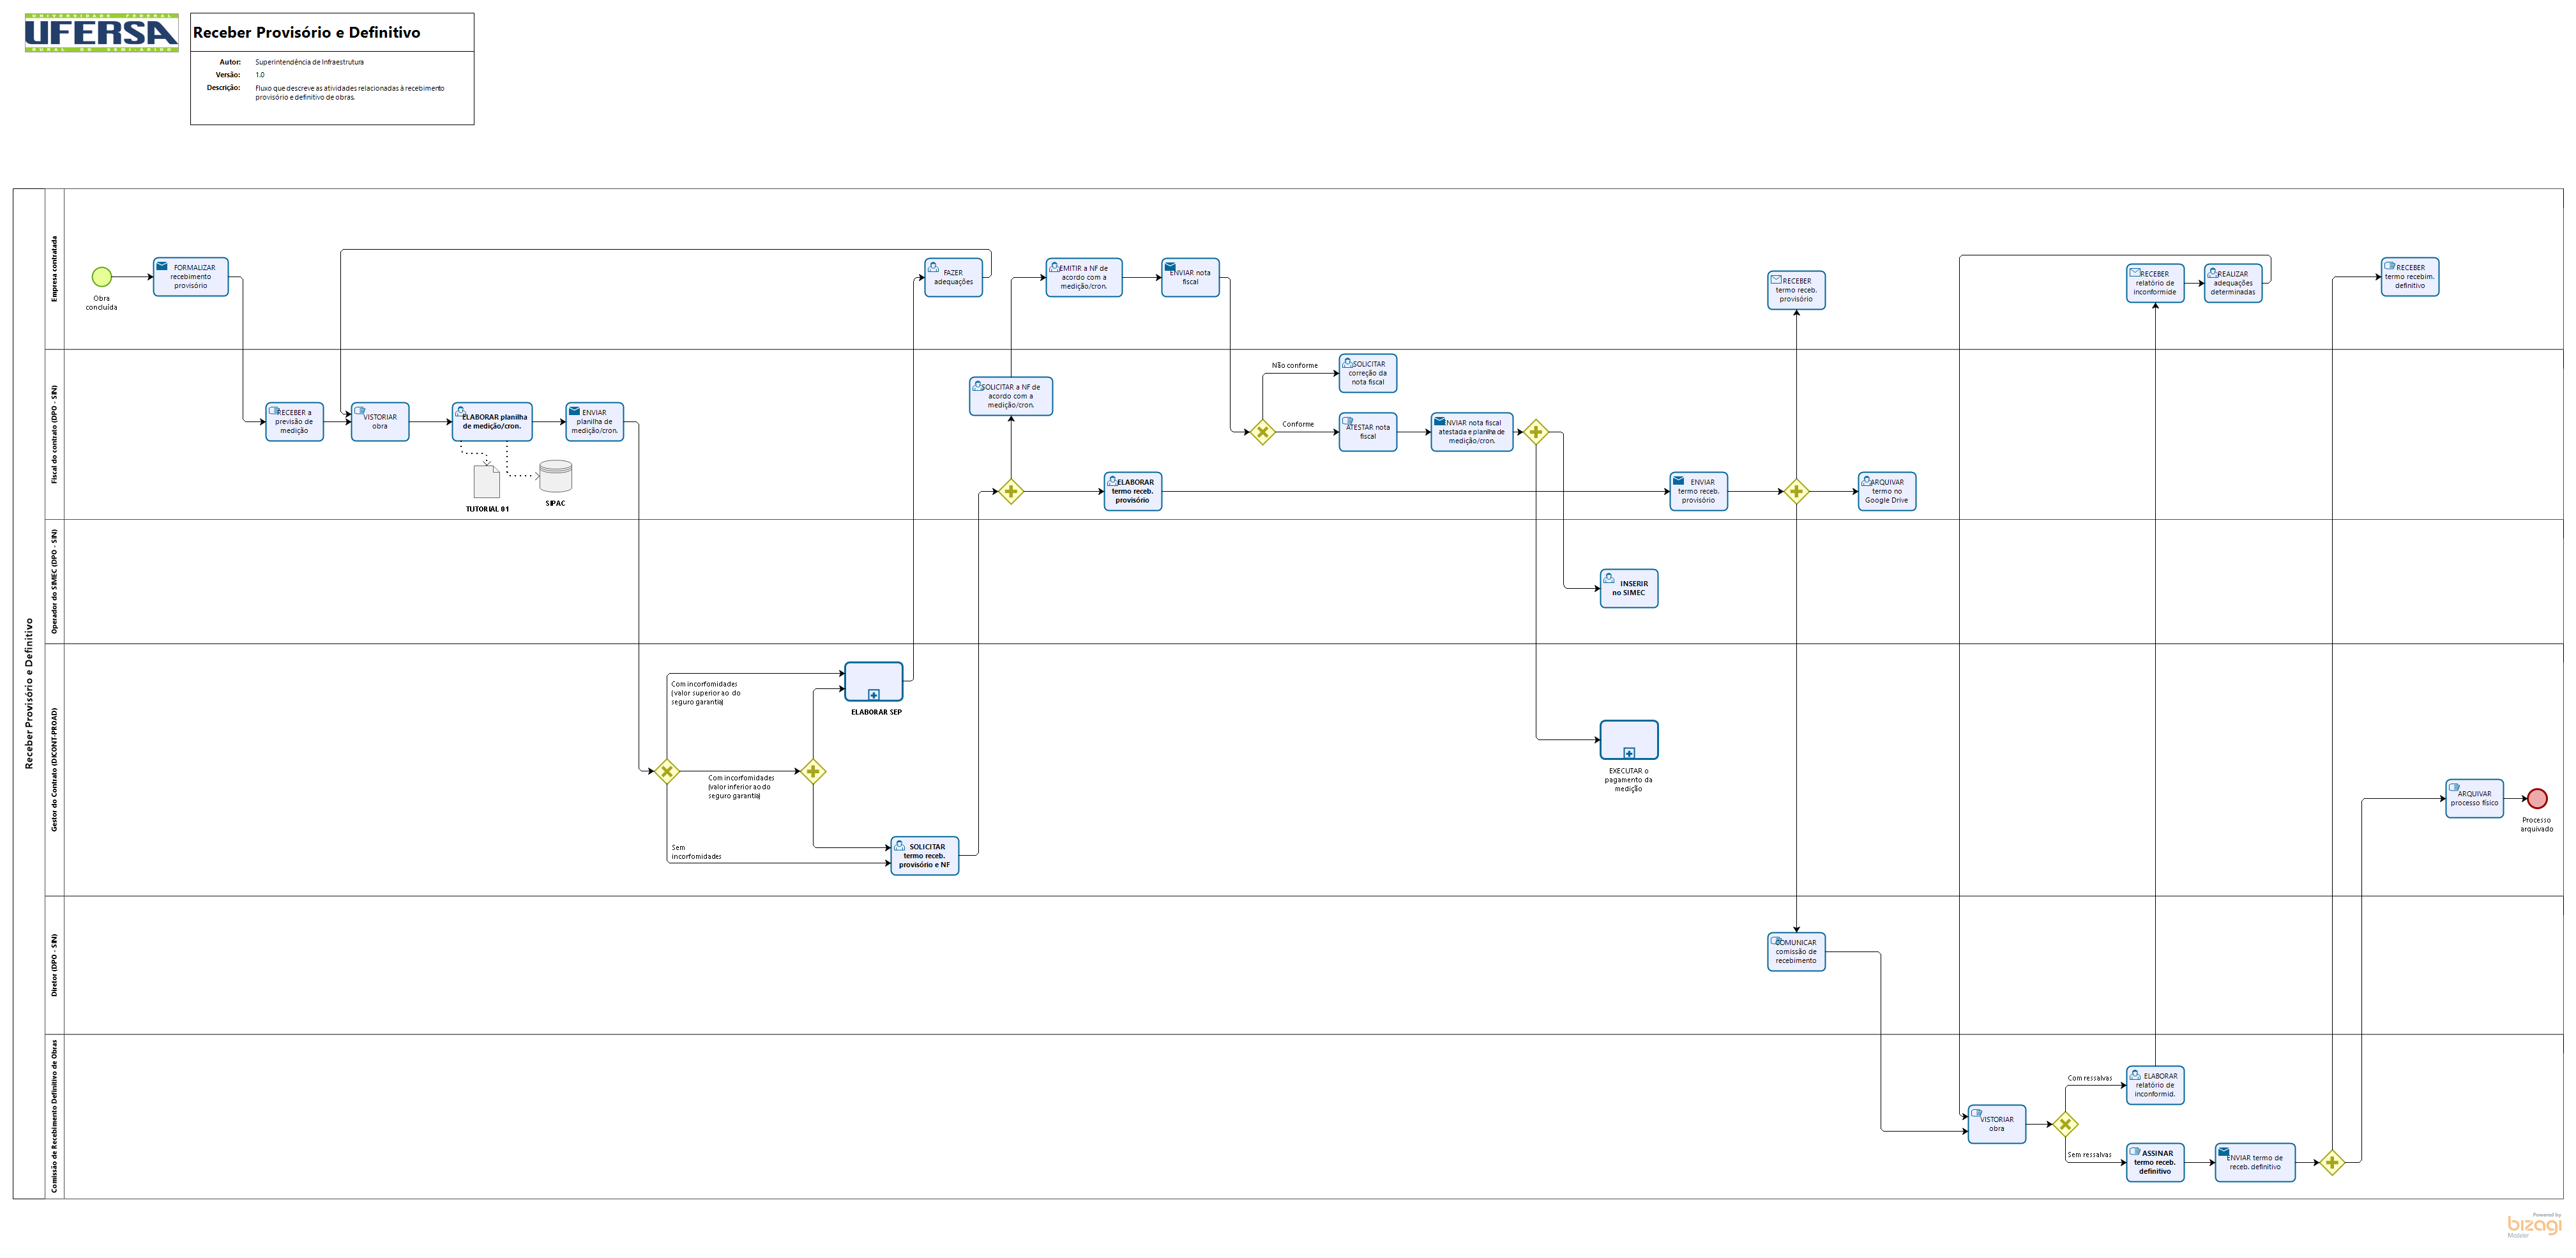 UNIVERSIDADE FEDERAL
UFERSA
RURAL DO SEMI-ÁRIDO
Receber Provisório e Definitivo
Autor: Superintendência de Infraestrutura
Versão: 1.0
Descrição: Fluxo que descreve as atividades relacionadas à recebimento
provisório e definitivo de obras.
Receber Provisório e Definitivo
Empresa contratada
Obra
concluída
FORMALIZAR
recebimento
provisório
FAZER
adequações
EMITIR a NF de
acordo com a
medição/cron.
ENVIAR nota
fiscal
RECEBER
termo receb.
provisório
RECEBER
relatório de
inconformide
REALIZAR
adequações
determinadas
RECEBER
termo recebim.
definitivo
Fiscal do contrato (DPO - SIN)
RECEBER a
previsão de
medição
VISTORIAR
obra
ELABORAR planilha
de medição/cron.
ENVIAR
planilha de
medição/cron.
TUTORIAL 01
SIPAC
SOLICITAR a NF de
acordo com a
medição/cron.
ELABORAR
termo receb.
provisório
Não conforme
SOLICITAR
correção da
nota fiscal
Conforme
ATESTAR nota
fiscal
ENVIAR nota fiscal
atestada e planilha de
medição/cron.
ENVIAR
termo receb.
provisório
ARQUIVAR
termo no
Google Drive
Operador do SIMEC (DPO - SIN)
INSERIR
no SIMEC
Gestor do Contrato (DICONT-PROAD)
Com incorfomidades
(valor superior ao do
seguro garantia)
ELABORAR SEP
Com incorfomidades
(valor inferior ao do
seguro garantia)
Sem
incorfomidades
SOLICITAR
termo receb.
provisório e NF
EXECUTAR o
pagamento da
medição
ARQUIVAR
processo físico
Processo
arquivado
Diretor (DPO - SIN)
COMUNICAR
comissão de
recebimento
Comissão de Recebimento Definitivo de Obras
VISTORIAR
obra
Com ressalvas
ELABORAR
relatório de
inconformid.
Sem ressalvas
ASSINAR
termo receb.
definitivo
ENVIAR termo de
receb. definitivo
Powered by
bizagi
Modeler